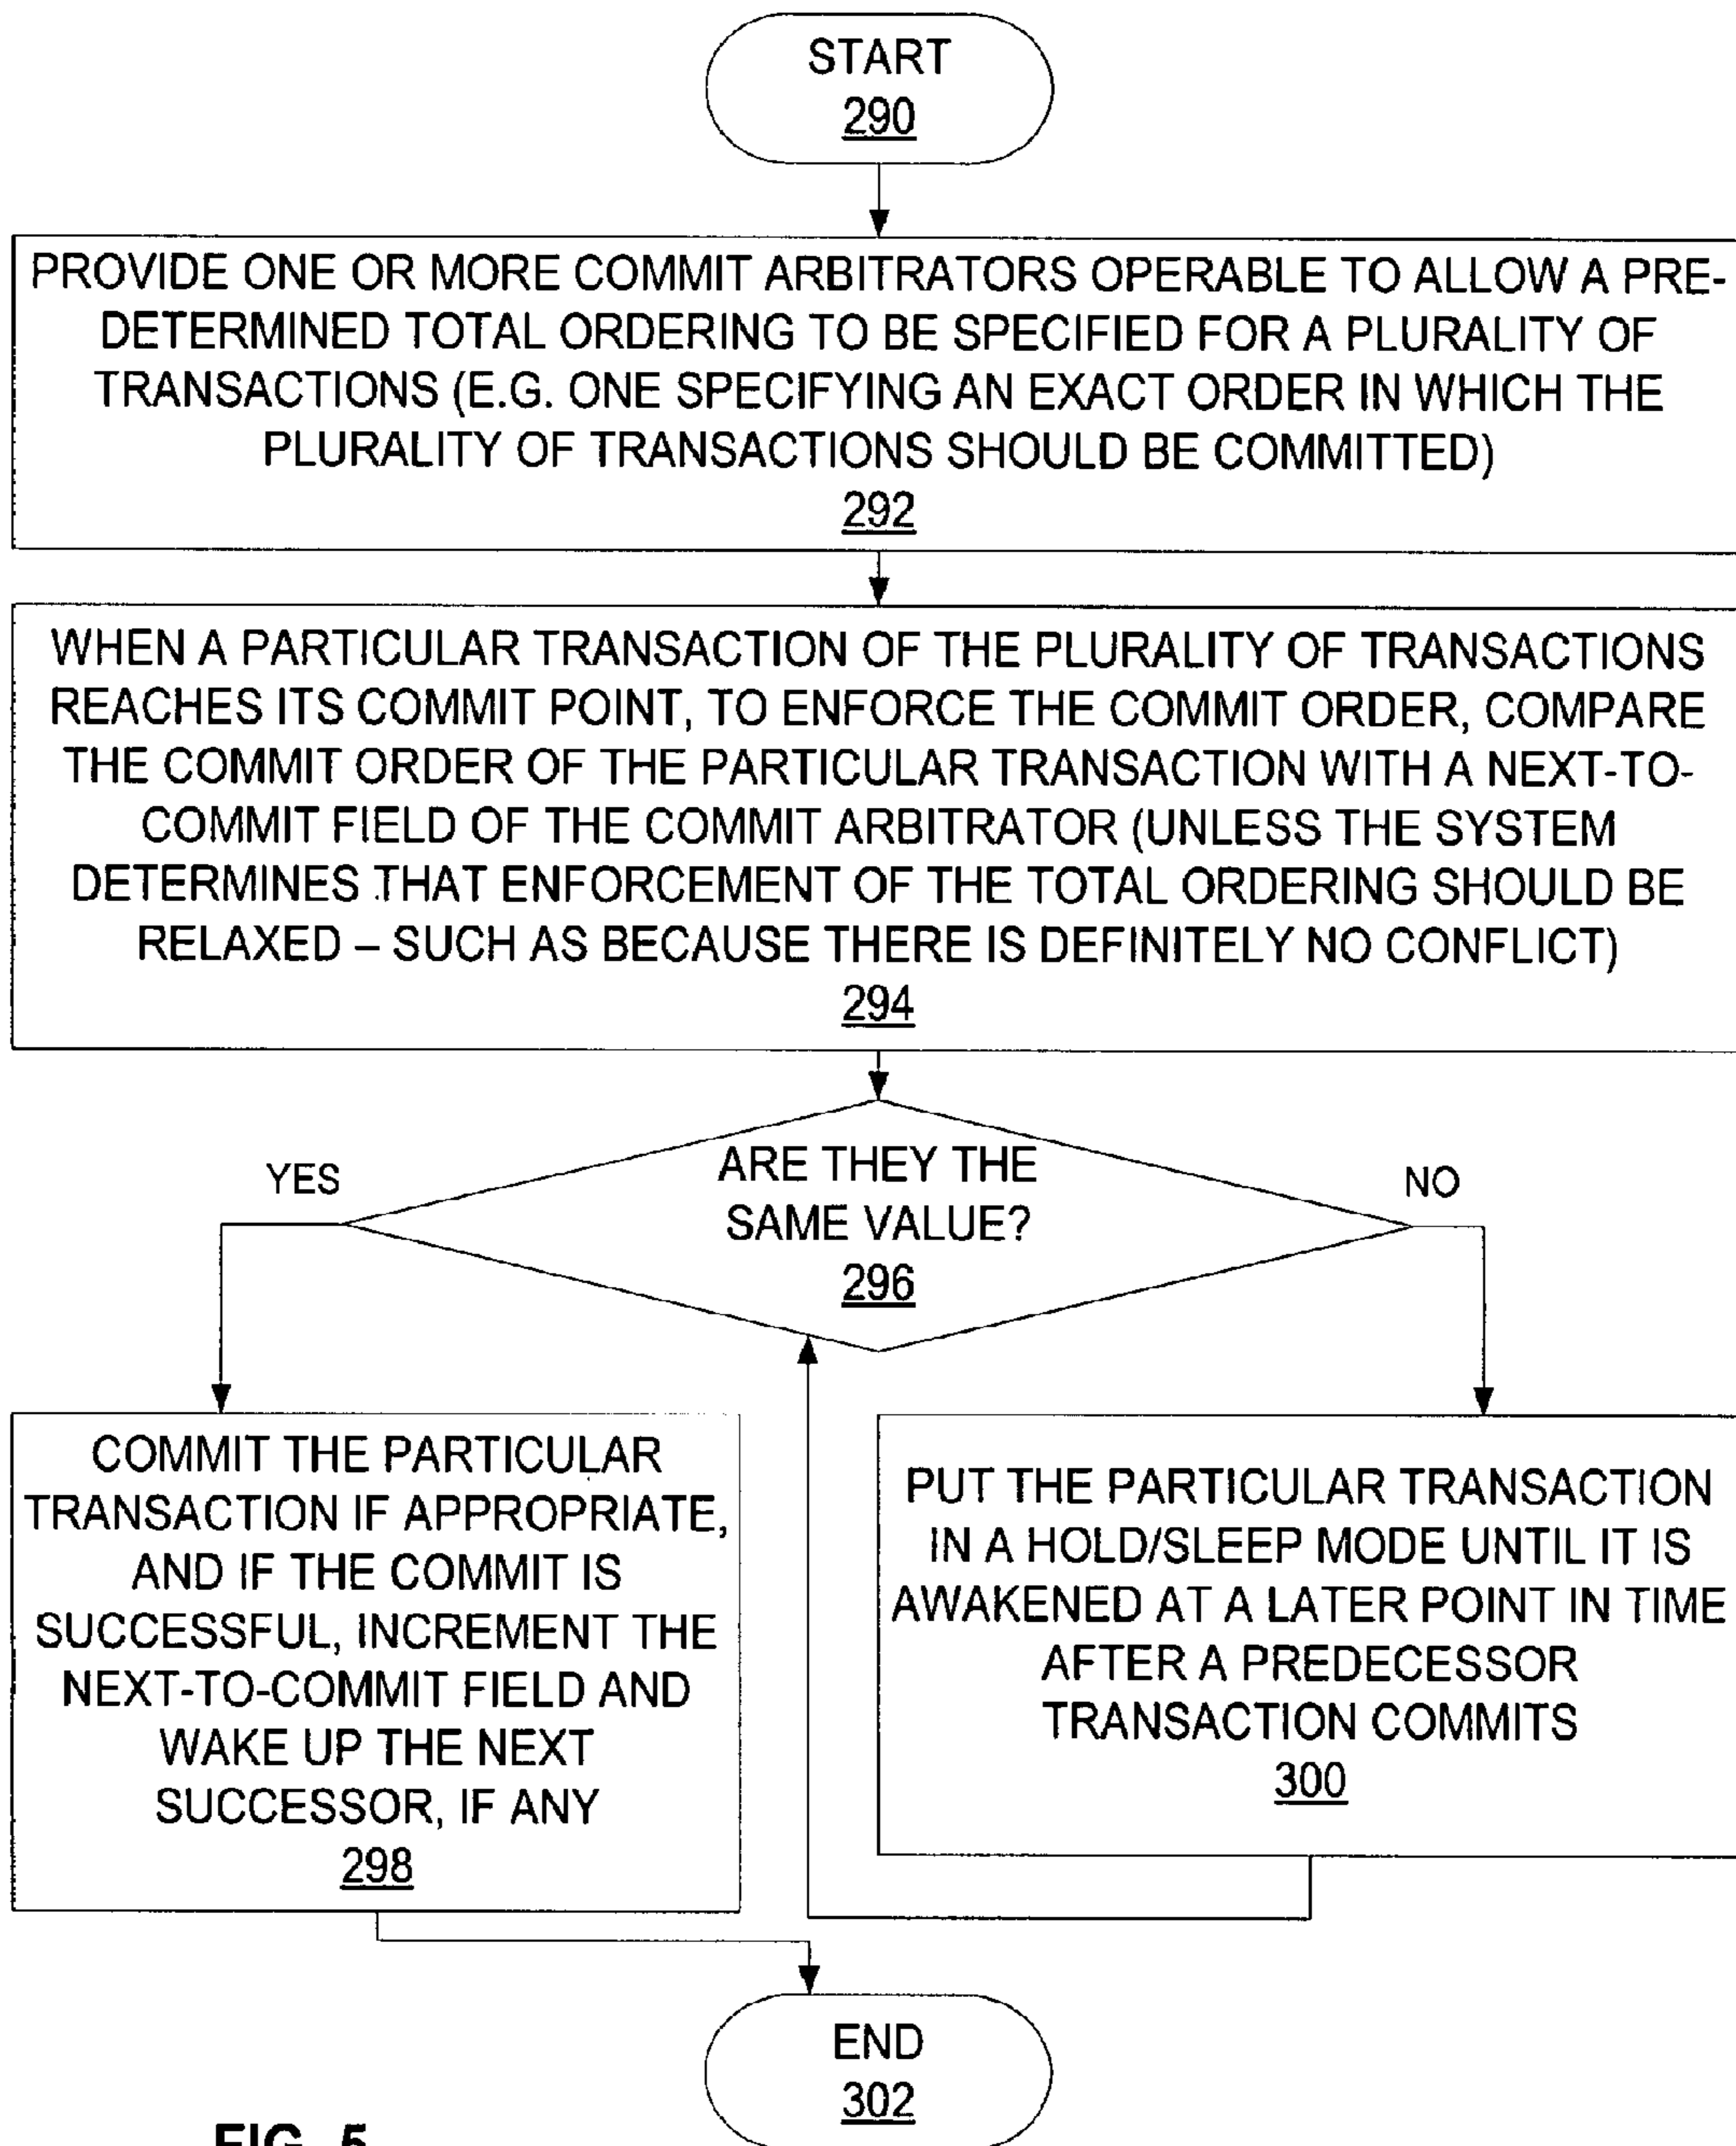 START
290
PROVIDE ONE OR MORE COMMIT ARBITRATORS OPERABLE TO ALLOW A PRE-
DETERMINED TOTAL ORDERING TO BE SPECIFIED FOR A PLURALITY OF
TRANSACTIONS (E.G. ONE SPECIFYING AN EXACT ORDER IN WHICH THE
PLURALITY OF TRANSACTIONS SHOULD BE COMMITTED)
292
WHEN A PARTICULAR TRANSACTION OF THE PLURALITY OF TRANSACTIONS
REACHES ITS COMMIT POINT, TO ENFORCE THE COMMIT ORDER, COMPARE
THE COMMIT ORDER OF THE PARTICULAR TRANSACTION WITH A NEXT-TO-
COMMIT FIELD OF THE COMMIT ARBITRATOR (UNLESS THE SYSTEM
DETERMINES THAT ENFORCEMENT OF THE TOTAL ORDERING SHOULD BE
RELAXED – SUCH AS BECAUSE THERE IS DEFINITELY NO CONFLICT)
294
ARE THEY THE
SAME VALUE?
296
YES
NO
COMMIT THE PARTICULAR
TRANSACTION IF APPROPRIATE,
AND IF THE COMMIT IS
SUCCESSFUL, INCREMENT THE
NEXT-TO-COMMIT FIELD AND
WAKE UP THE NEXT
SUCCESSOR, IF ANY
298
PUT THE PARTICULAR TRANSACTION
IN A HOLD/SLEEP MODE UNTIL IT IS
AWAKENED AT A LATER POINT IN TIME
AFTER A PREDECESSOR
TRANSACTION COMMITS
300
END
302
FIG. 5